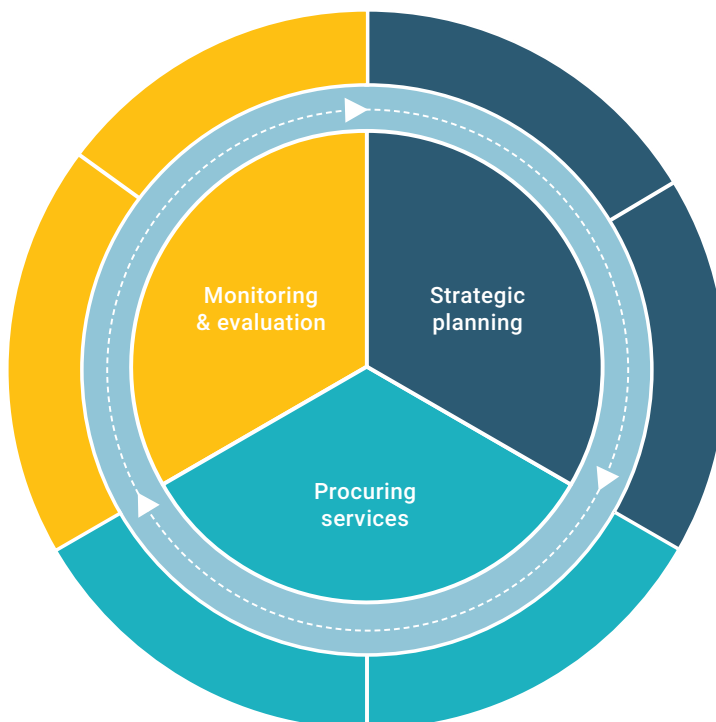 Monitoring
& evaluation
Strategic
planning
Procuring
services